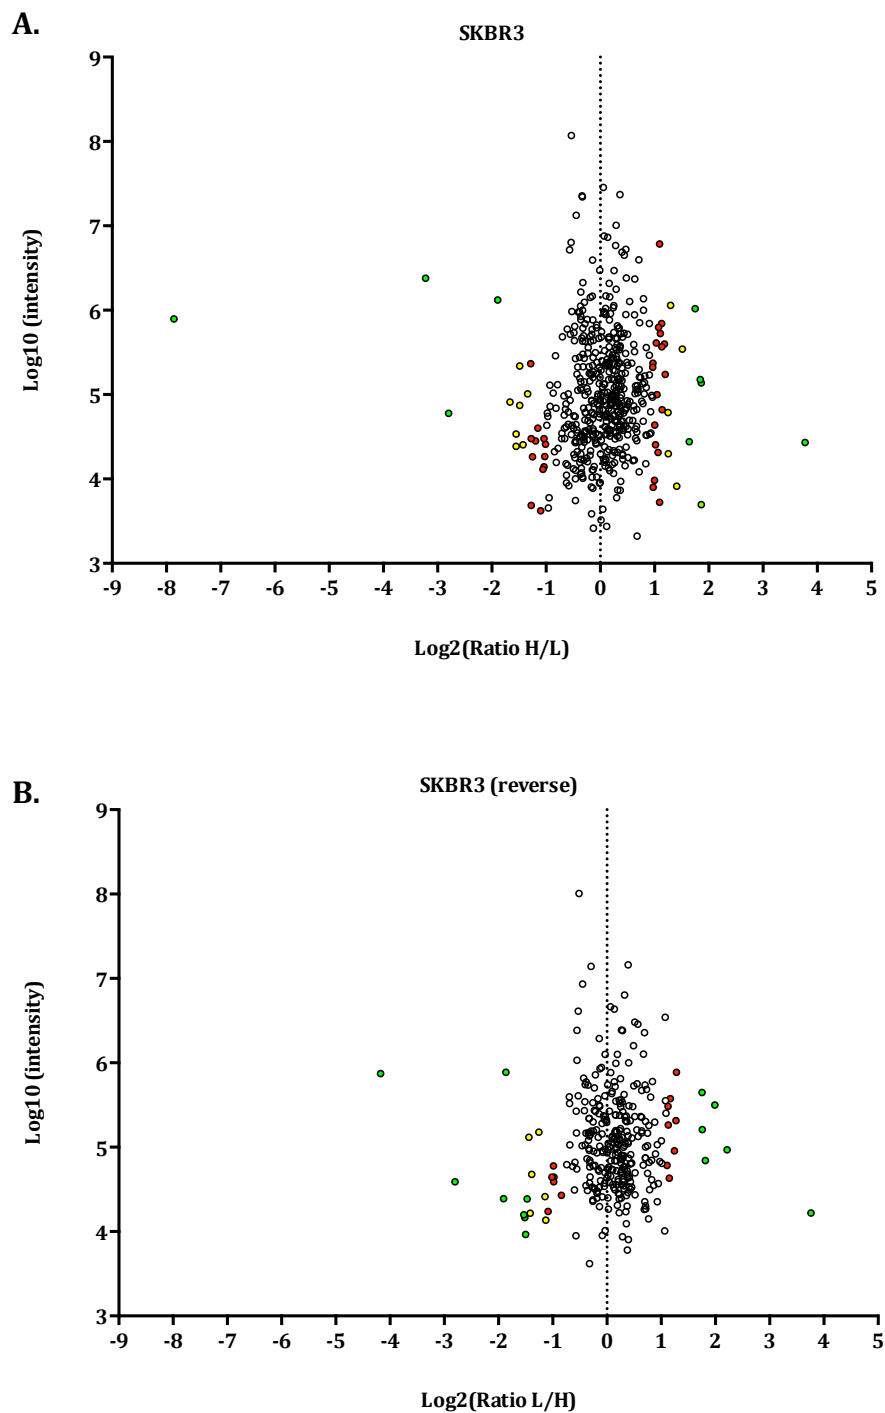 A.
SKBR3
9
8
7
6
5
4
3
Log10 (intensity)
-9 -8 -7 -6 -5 -4 -3 -2 -1 0 1 2 3 4 5
Log2(Ratio H/L)
B.
SKBR3 (reverse)
9
8
7
6
5
4
3
Log10 (intensity)
-9 -8 -7 -6 -5 -4 -3 -2 -1 0 1 2 3 4 5
Log2(Ratio L/H)